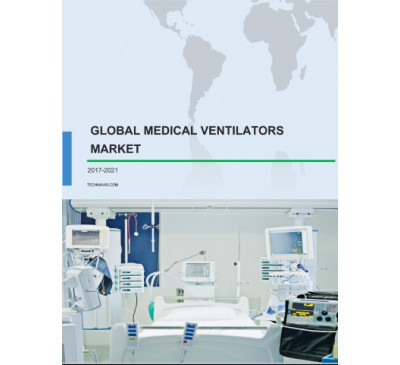 GLOBAL MEDICAL VENTILATORS
MARKET
2017-2021
TECHNAVIO.COM